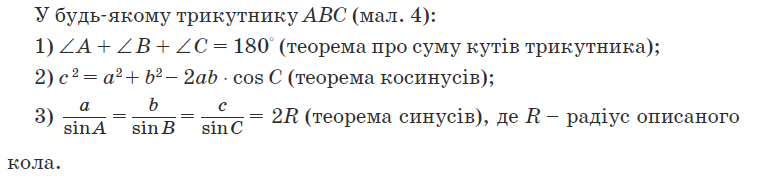 У будь-якому трикутнику ABC (мал. 4):
1) ∠A + ∠B + ∠C = 180° (теорема про суму кутів трикутника);
2) c² = a² + b² – 2ab · cos C (теорема косинусів);
3) a/sin A = b/sin B = c/sin C = 2R (теорема синусів), де R – радіус описаного
кола.